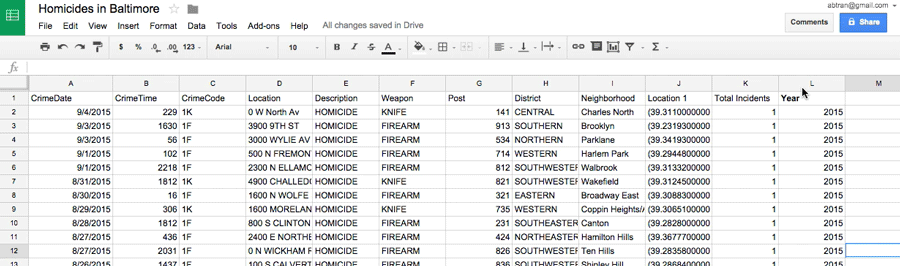 Homicides in Baltimore
abtran@gmail.com
File Edit View Insert Format Data Tools Add-ons Help All changes saved in Drive
Comments Share
$ % .0 .00 123 Arial 10 B I S A
fx
A B C D E F G H I J K L M
1 CrimeDate CrimeTime CrimeCode Location Description Weapon Post District Neighborhood Location 1 Total Incidents Year
2 9/4/2015 229 1K 0 W North Av HOMICIDE KNIFE 141 CENTRAL Charles North (39.3110000000 1 2015
3 9/3/2015 1630 1F 3900 9TH ST HOMICIDE FIREARM 913 SOUTHERN Brooklyn (39.2319300000 1 2015
4 9/3/2015 56 1F 3000 WYLIE AV HOMICIDE FIREARM 534 NORTHERN Parklane (39.3419300000 1 2015
5 9/1/2015 102 1F 500 N FREMON HOMICIDE FIREARM 714 WESTERN Harlem Park (39.2944800000 1 2015
6 9/1/2015 2218 1F 2300 N ELLAMC HOMICIDE FIREARM 812 SOUTHWESTER Walbrook (39.3133200000 1 2015
7 8/31/2015 1812 1K 4900 CHALLEDO HOMICIDE KNIFE 821 SOUTHWESTER Wakefield (39.3124500000 1 2015
8 8/30/2015 16 1F 1600 N WOLFE HOMICIDE FIREARM 321 EASTERN Broadway East (39.3088300000 1 2015
9 8/29/2015 306 1K 1600 MORELAN HOMICIDE KNIFE 735 WESTERN Coppin Heights/A (39.3065100000 1 2015
10 8/28/2015 1812 1F 800 S CLINTON HOMICIDE FIREARM 231 SOUTHEASTER Canton (39.2828000000 1 2015
11 8/27/2015 436 1F 2400 E NORTHE HOMICIDE FIREARM 424 NORTHEASTER Hamilton Hills (39.3677700000 1 2015
12 8/27/2015 2031 1F 0 N WICKHAM F HOMICIDE FIREARM 826 SOUTHWESTER Ten Hills (39.2835800000 1 2015
13 8/26/2015 1437 1F 100 S CALVERT HOMICIDE FIREARM 836 SOUTHWESTER Shipley Hill (39.2868400000 1 2015